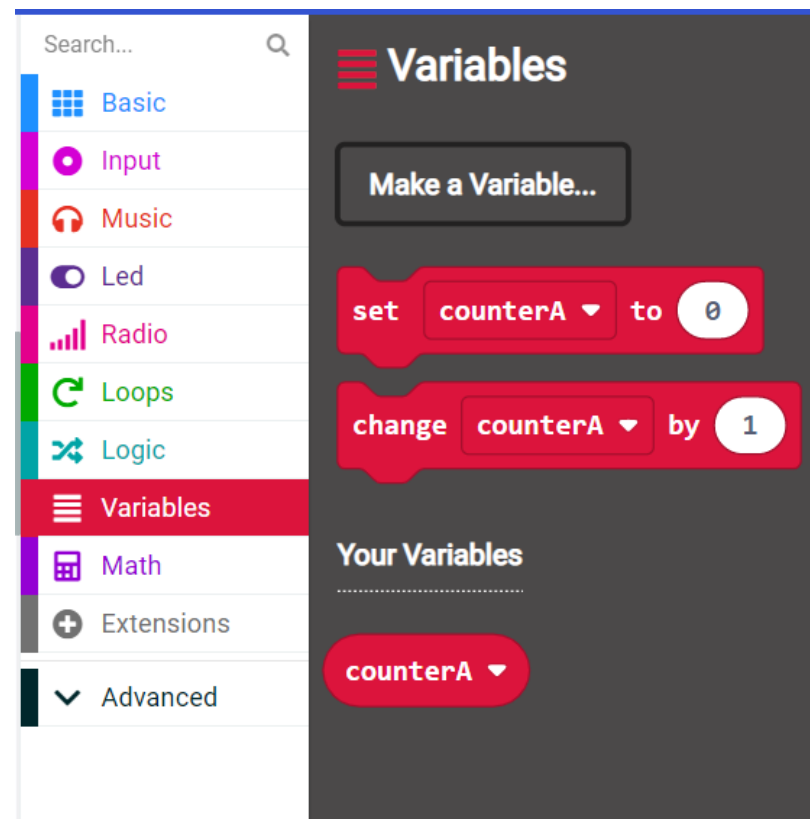 Search...
Basic
Input
Music
Led
Radio
Loops
Logic
Variables
Math
Extensions
Advanced
Variables
Make a Variable...
set counterA to 0
change counterA by 1
Your Variables
counterA